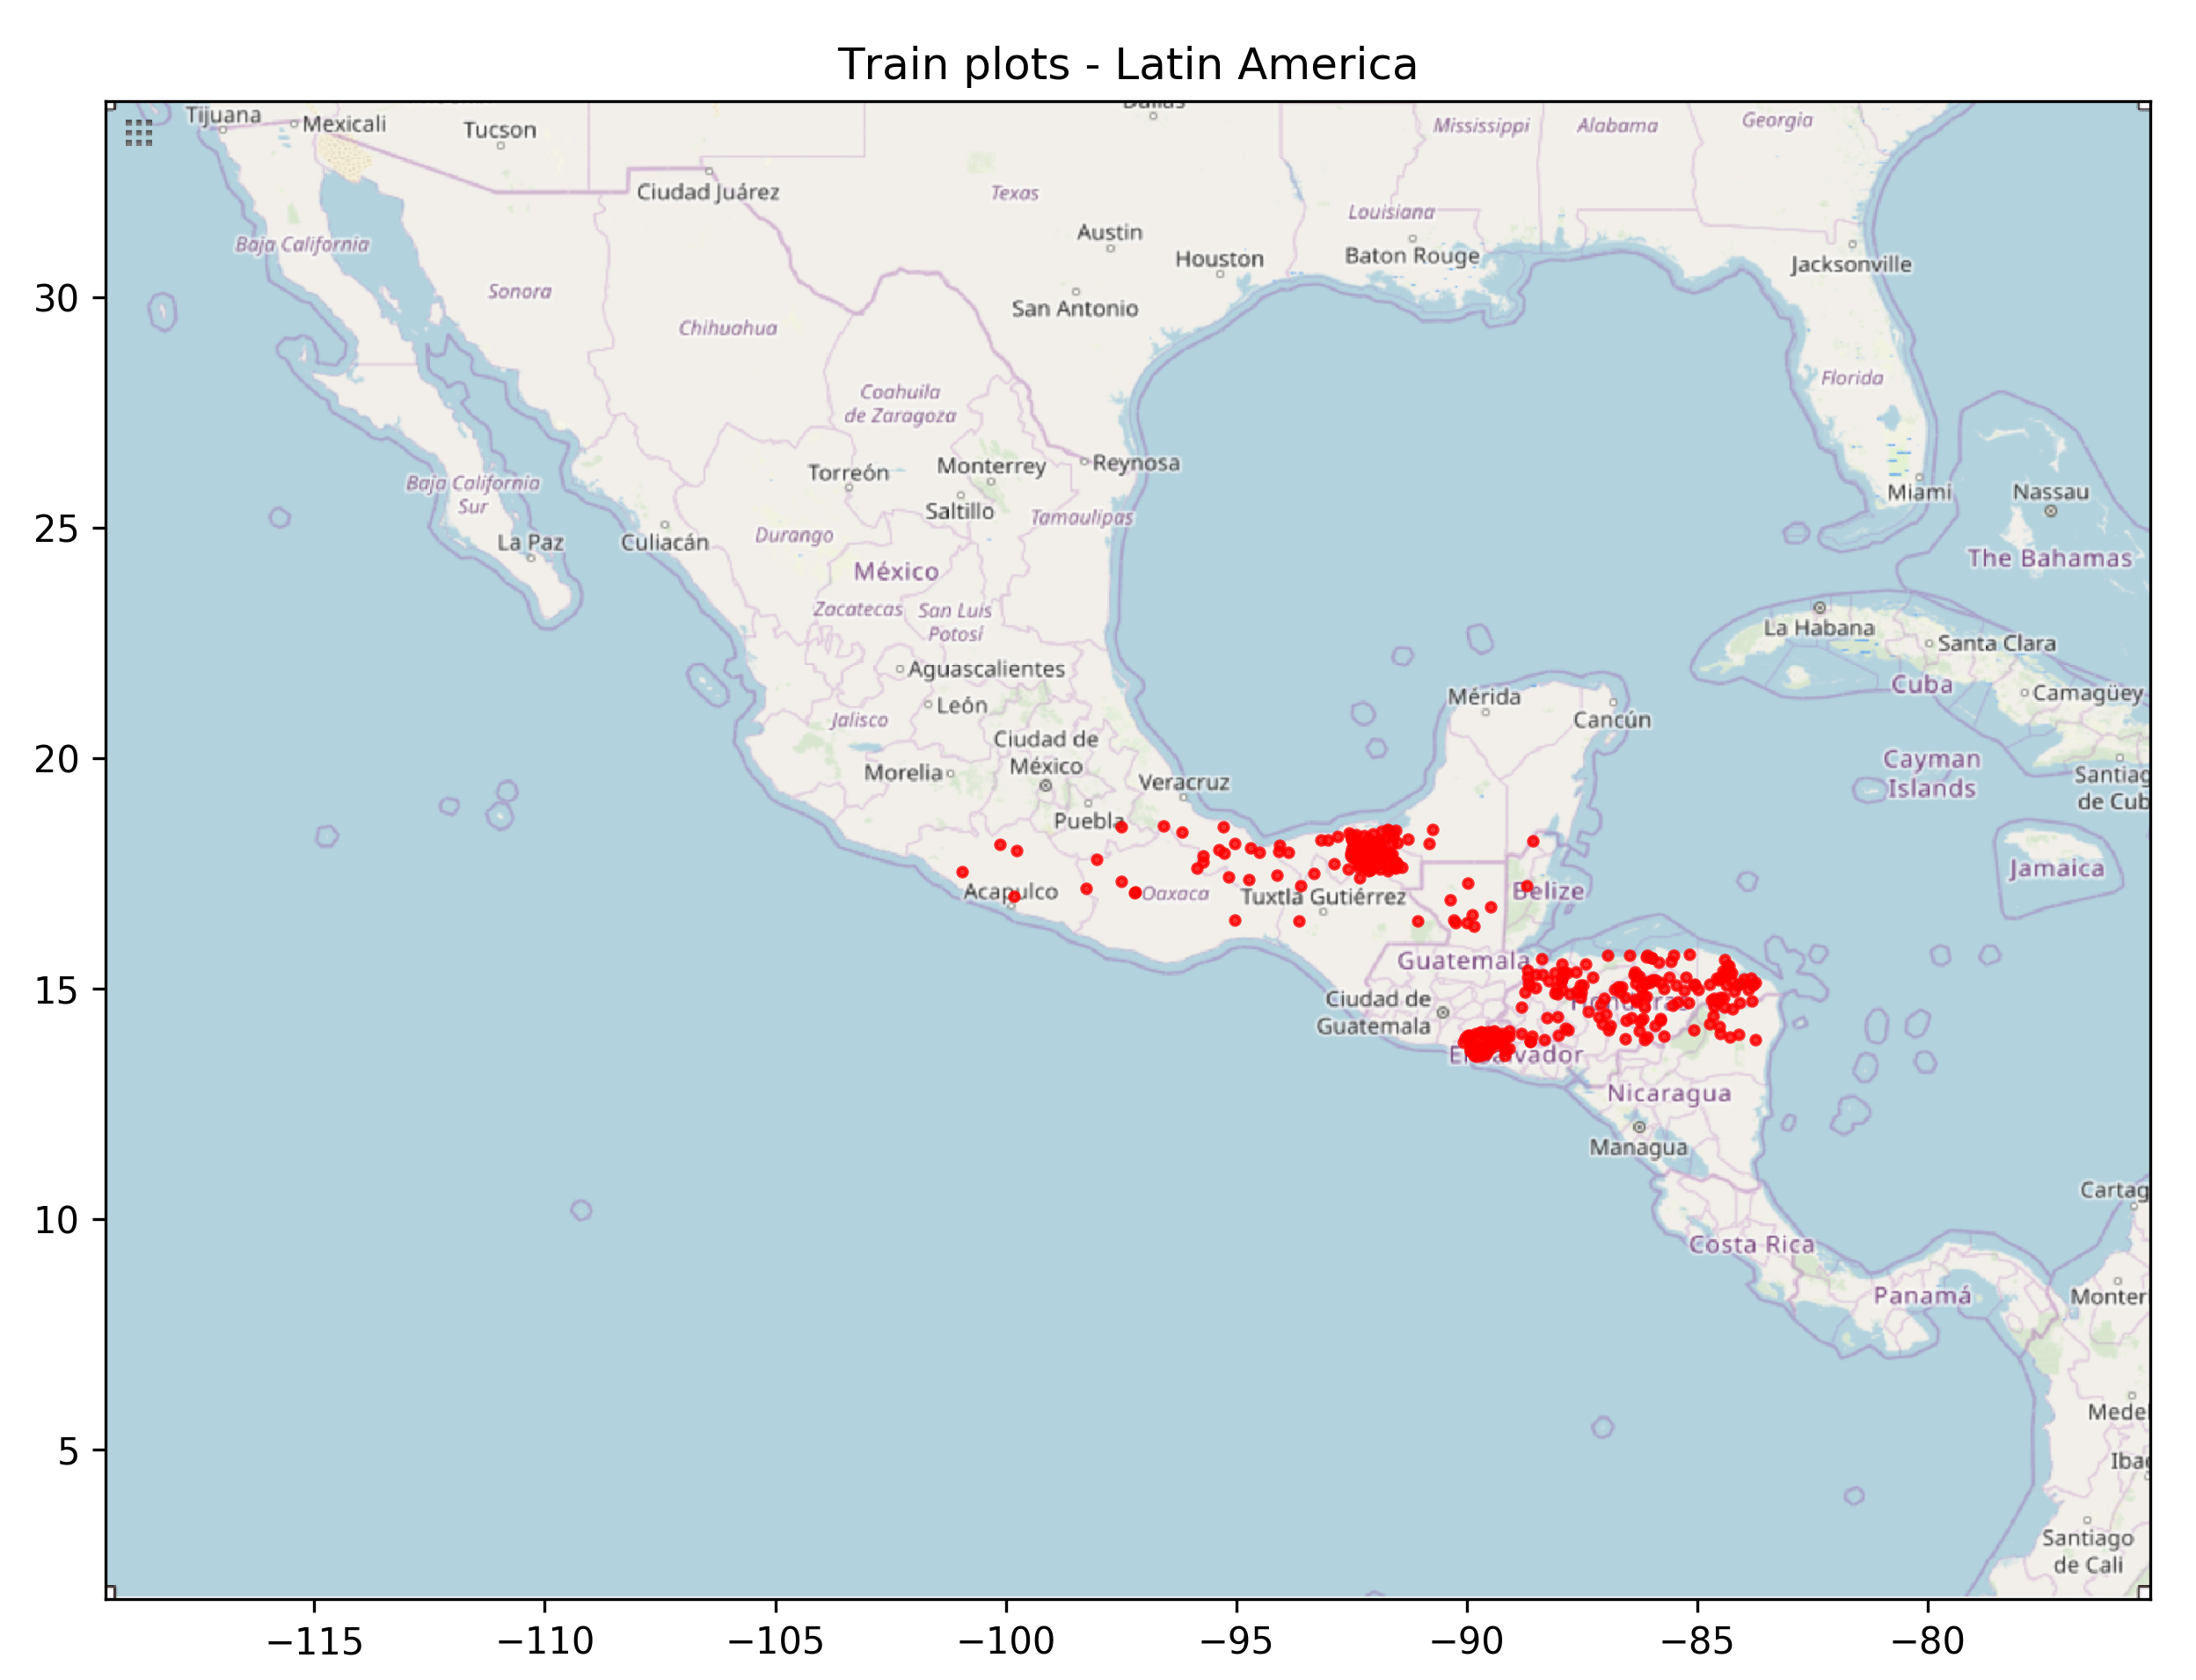 Train plots - Latin America
Dallas
Tijuana
Mexicali
Tucson
Mississippi
Alabama
Georgia
Ciudad Juárez
Texas
Louisiana
Austin
Baja California
Houston
Baton Rouge
Jacksonville
Sonora
30
San Antonio
Chihuahua
Florida
Coahuila
de Zaragoza
Torreón
Monterrey
Reynosa
Baja California
Sur
Miami
Nassau
Saltillo
Tamaulipas
25
La Paz
Culiacán
Durango
The Bahamas
México
Zacatecas
San Luis
Potosí
La Habana
Santa Clara
Aguascalientes
Cuba
Camagüey
Mérida
León
Jalisco
Cancún
Ciudad de
México
20
Morelia
Veracruz
Cayman
Islands
Santiag
de Cub
Puebla
Jamaica
Acapulco
Oaxaca
Tuxtla Gutiérrez
Belize
Guatemala
15
Ciudad de
Guatemala
Honduras
El Salvador
Nicaragua
Managua
Cartag
10
Costa Rica
Panamá
Monter
Medel
5
Ibag
Santiago
de Cali
−115
−110
−105
−100
−95
−90
−85
−80